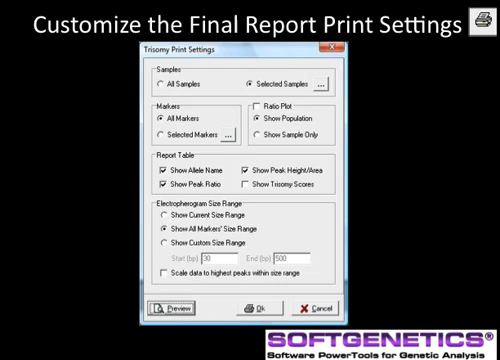 Customize the Final Report Print Settings
Trisomy Print Settings
Samples
All Samples
Selected Samples ...
Markers
All Markers
Selected Markers ...
Ratio Plot
Show Population
Show Sample Only
Report Table
Show Allele Name
Show Peak Height/Area
Show Peak Ratio
Show Trisomy Scores
Electropherogram Size Range
Show Current Size Range
Show All Markers' Size Range
Show Custom Size Range
Start (bp) 30 End (bp) 500
Scale data to highest peaks within size range
Preview Ok Cancel
SOFTGENETICS®
Software PowerTools for Genetic Analysis